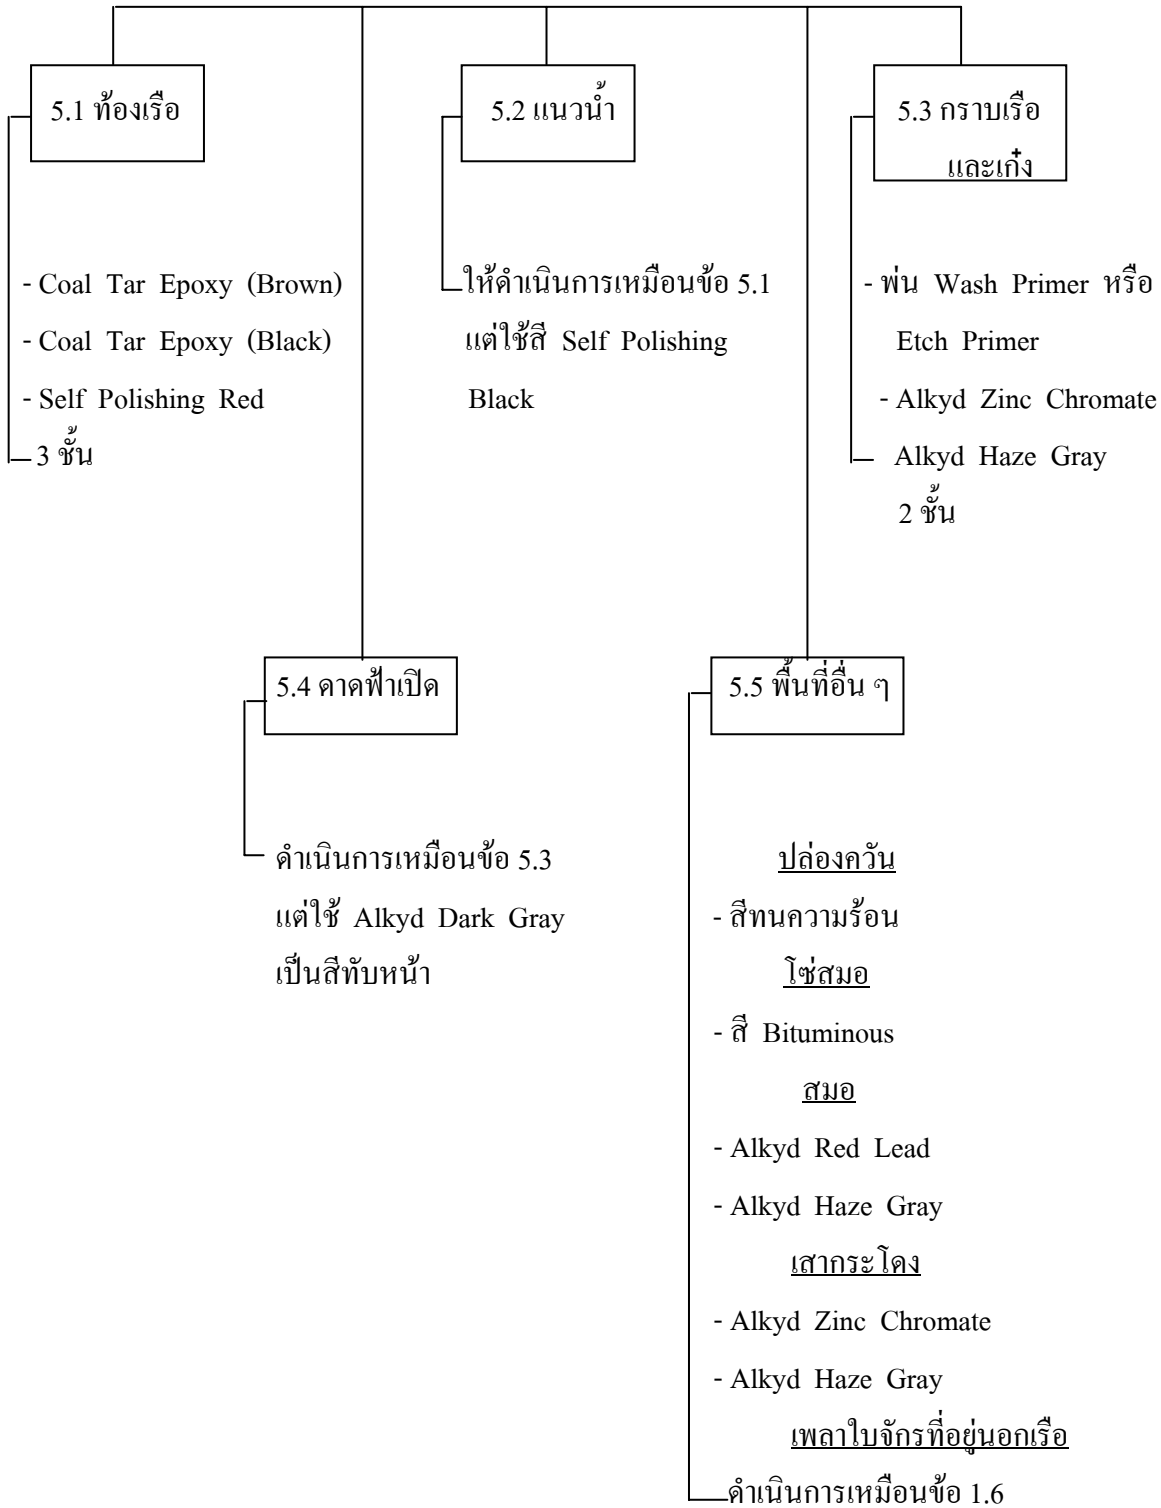 5.1 ท้องเรือ
- Coal Tar Epoxy (Brown)
- Coal Tar Epoxy (Black)
- Self Polishing Red
3 ชั้น
5.2 แนวน้ำ
ให้ดำเนินการเหมือนข้อ 5.1
แต่ใช้สี Self Polishing
Black
5.3 กราบเรือ
และเก๋ง
- พ่น Wash Primer หรือ
Etch Primer
- Alkyd Zinc Chromate
Alkyd Haze Gray
2 ชั้น
5.4 ดาดฟ้าเปิด
ดำเนินการเหมือนข้อ 5.3
แต่ใช้ Alkyd Dark Gray
เป็นสีทับหน้า
5.5 พื้นที่อื่น ๆ
ปล่องควัน
- สีทนความร้อน
โซ่สมอ
- สี Bituminous
สมอ
- Alkyd Red Lead
- Alkyd Haze Gray
เสากระโดง
- Alkyd Zinc Chromate
- Alkyd Haze Gray
เพลาใบจักรที่อยู่นอกเรือ
ดำเนินการเหมือนข้อ 1.6